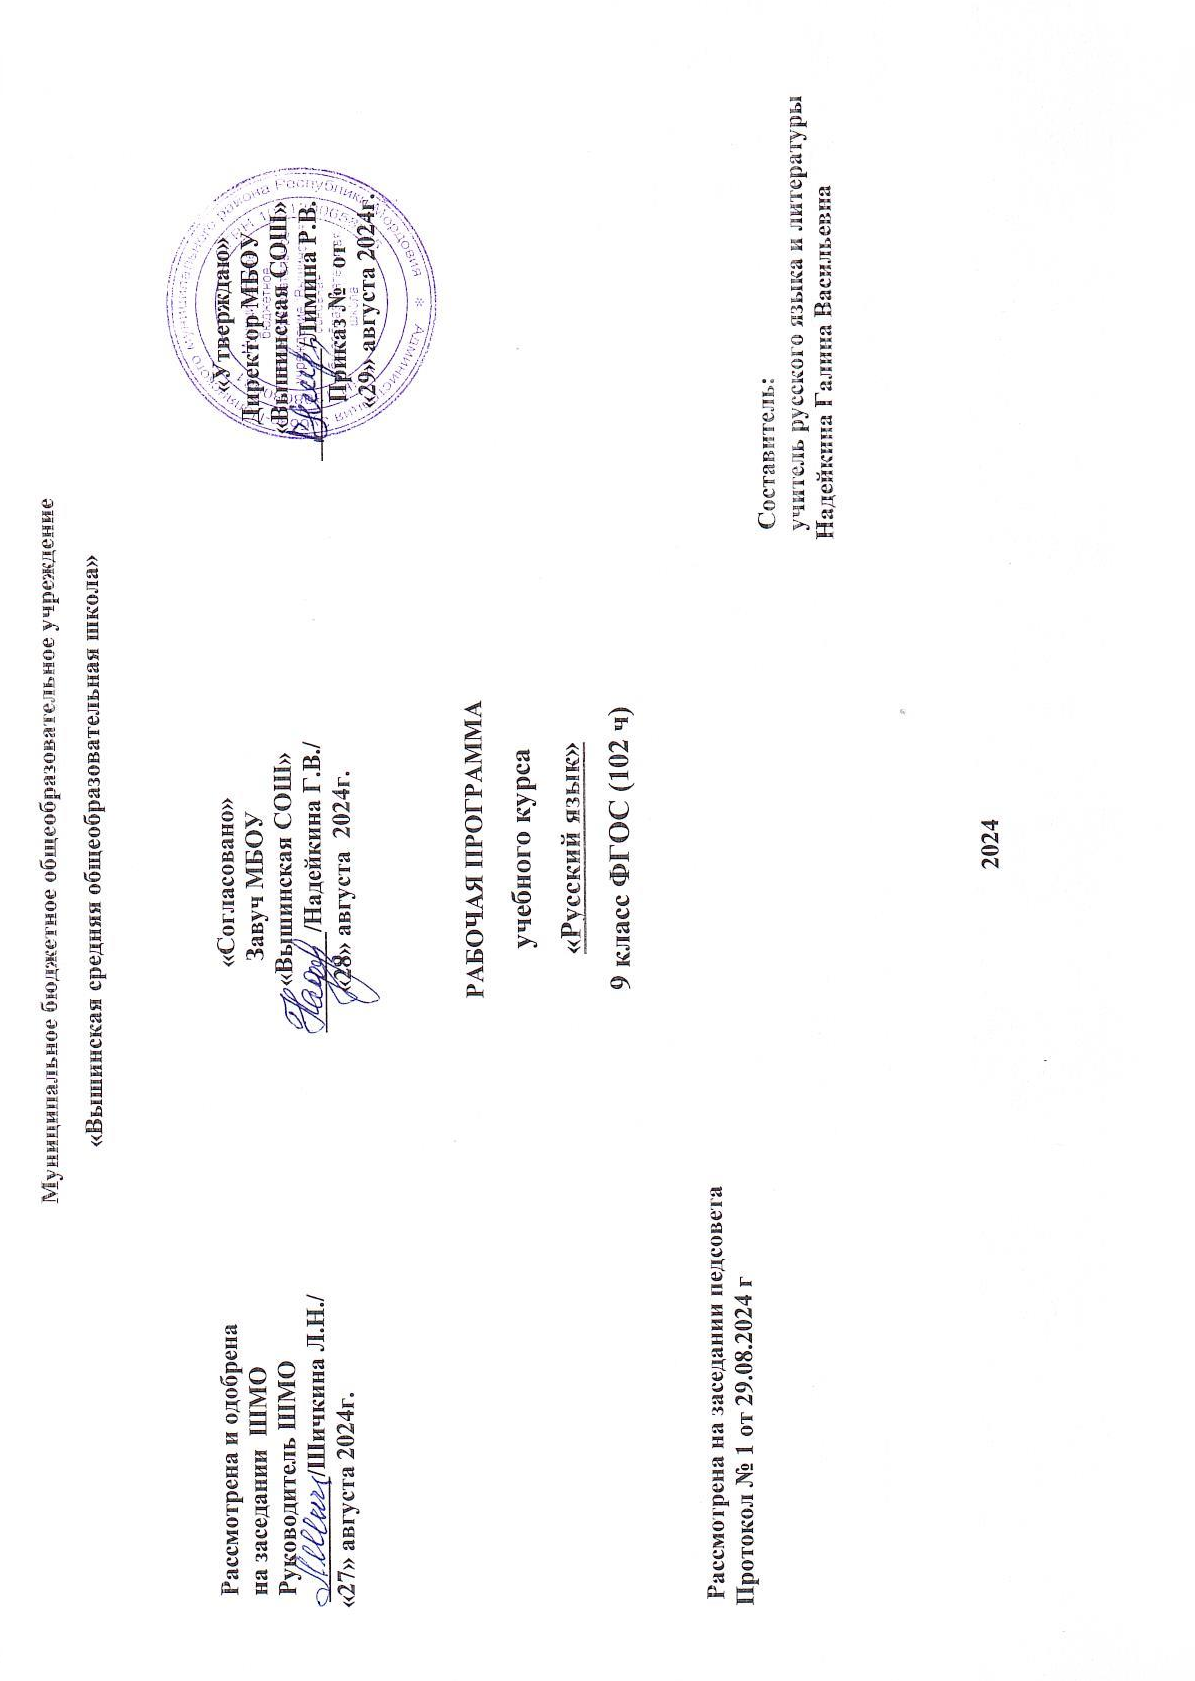 Муниципальное бюджетное общеобразовательное учреждение
«Вышинская средняя общеобразовательная школа»
Рассмотрена и одобрена
на заседании ШМО
Руководитель ШМО
/Шичкина Л.Н./
«27» августа 2024г.
«Согласовано»
Завуч МБОУ
«Вышинская СОШ»
/Надейкина Г.В./
«28» августа 2024г.
«Утверждаю»
Директор МБОУ
«Вышинская СОШ»
Лимина Р.В.
Приказ № от
«29» августа 2024г.
района Республики Мордовия
РАБОЧАЯ ПРОГРАММА
учебного курса
«Русский язык»
9 класс ФГОС (102 ч)
Рассмотрена на заседании педсовета
Протокол № 1 от 29.08.2024 г
Составитель:
учитель русского языка и литературы
Надейкина Галина Васильевна
2024